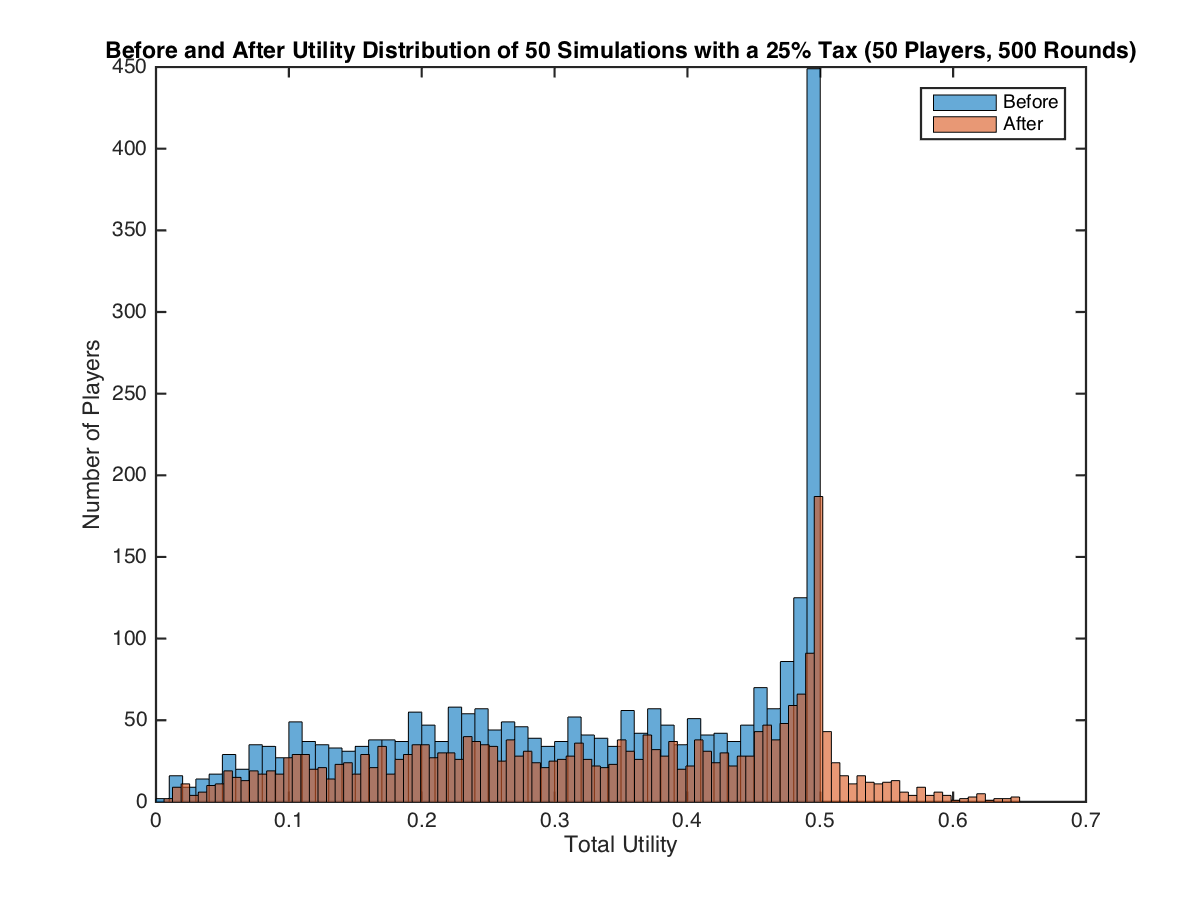 Before and After Utility Distribution of 50 Simulations with a 25% Tax (50 Players, 500 Rounds)
Before
After
450
400
350
300
250
200
150
100
50
0
Number of Players
0 0.1 0.2 0.3 0.4 0.5 0.6 0.7
Total Utility